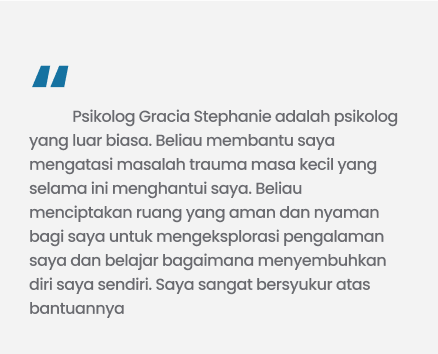 Psikolog Gracia Stephanie adalah psikolog
yang luar biasa. Beliau membantu saya
mengatasi masalah trauma masa kecil yang
selama ini menghantui saya. Beliau
menciptakan ruang yang aman dan nyaman
bagi saya untuk mengeksplorasi pengalaman
saya dan belajar bagaimana menyembuhkan
diri saya sendiri. Saya sangat bersyukur atas
bantuannya